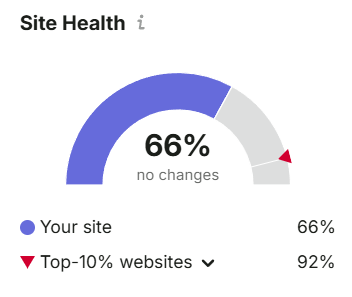 Site Health i
66%
no changes
Your site 66%
Top-10% websites 92%